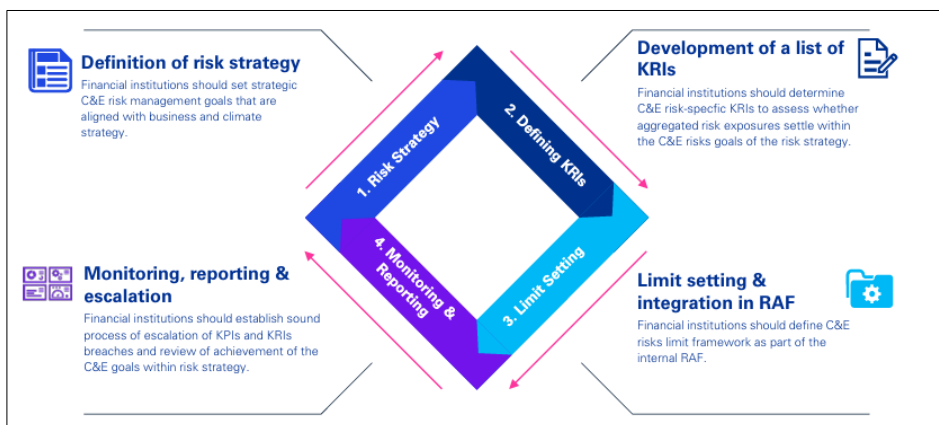 Definition of risk strategy
Financial institutions should set strategic
C&E risk management goals that are
aligned with business and climate
strategy.
Development of a list of
KRIs
Financial institutions should determine
C&E risk-specfic KRIs to assess whether
aggregated risk exposures settle within
the C&E risks goals of the risk strategy.
1. Risk Strategy
2. Defining KRIs
3. Limit Setting
4. Monitoring &
Reporting
Monitoring, reporting &
escalation
Financial institutions should establish sound
process of escalation of KPIs and KRIs
breaches and review of achievement of the
C&E goals within risk strategy.
Limit setting &
integration in RAF
Financial institutions should define C&E
risks limit framework as part of the
internal RAF.